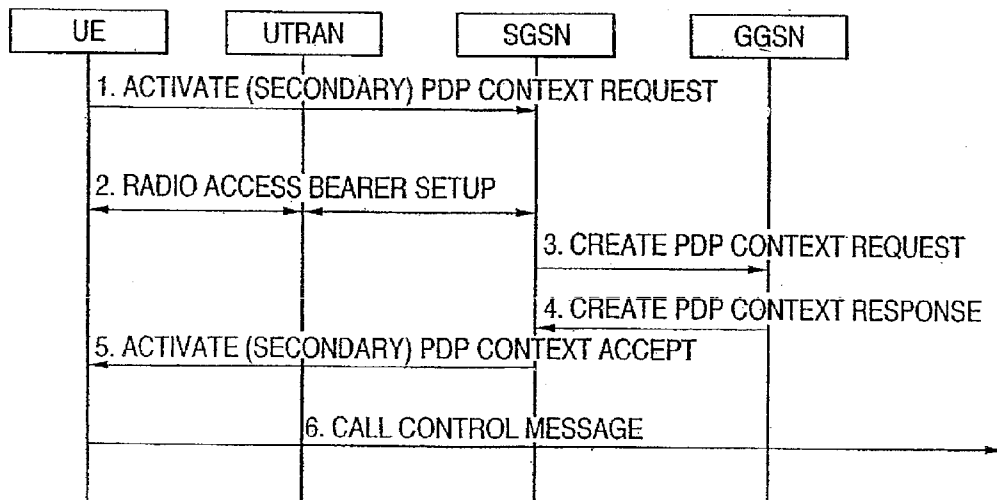 UE UTRAN SGSN GGSN
1. ACTIVATE (SECONDARY) PDP CONTEXT REQUEST
2. RADIO ACCESS BEARER SETUP
3. CREATE PDP CONTEXT REQUEST
4. CREATE PDP CONTEXT RESPONSE
5. ACTIVATE (SECONDARY) PDP CONTEXT ACCEPT
6. CALL CONTROL MESSAGE